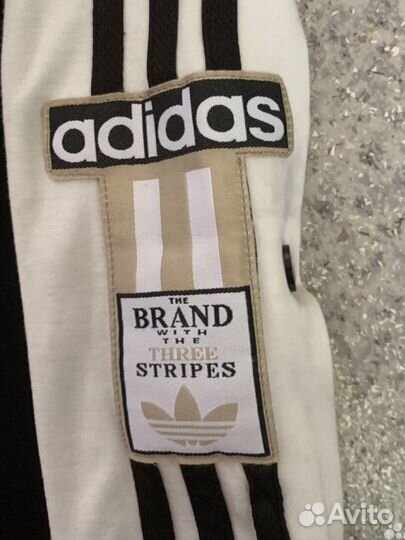 adidas
THE
BRAND
WITH
THE
THREE
STRIPES
Avito